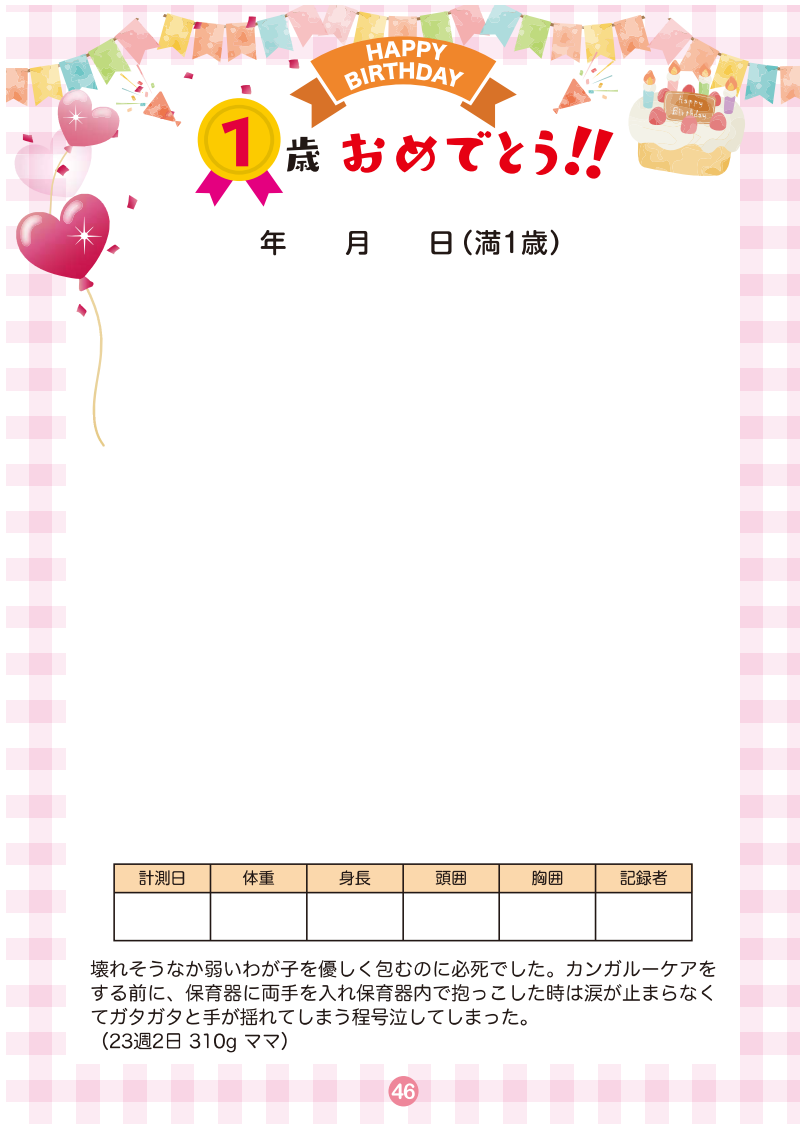 HAPPY
BIRTHDAY
Happy
Birthday
1歳 おめでとう!!
年 月 日(満1歳)
計測日 体重 身長 頭囲 胸囲 記録者
壊れそうなか弱いわが子を優しく包むのに必死でした。カンガルーケアを
する前に、保育器に両手を入れ保育器内で抱っこした時は涙が止まらなく
てガタガタと手が揺れてしまう程号泣してしまった。
(23週2日 310g ママ)
46